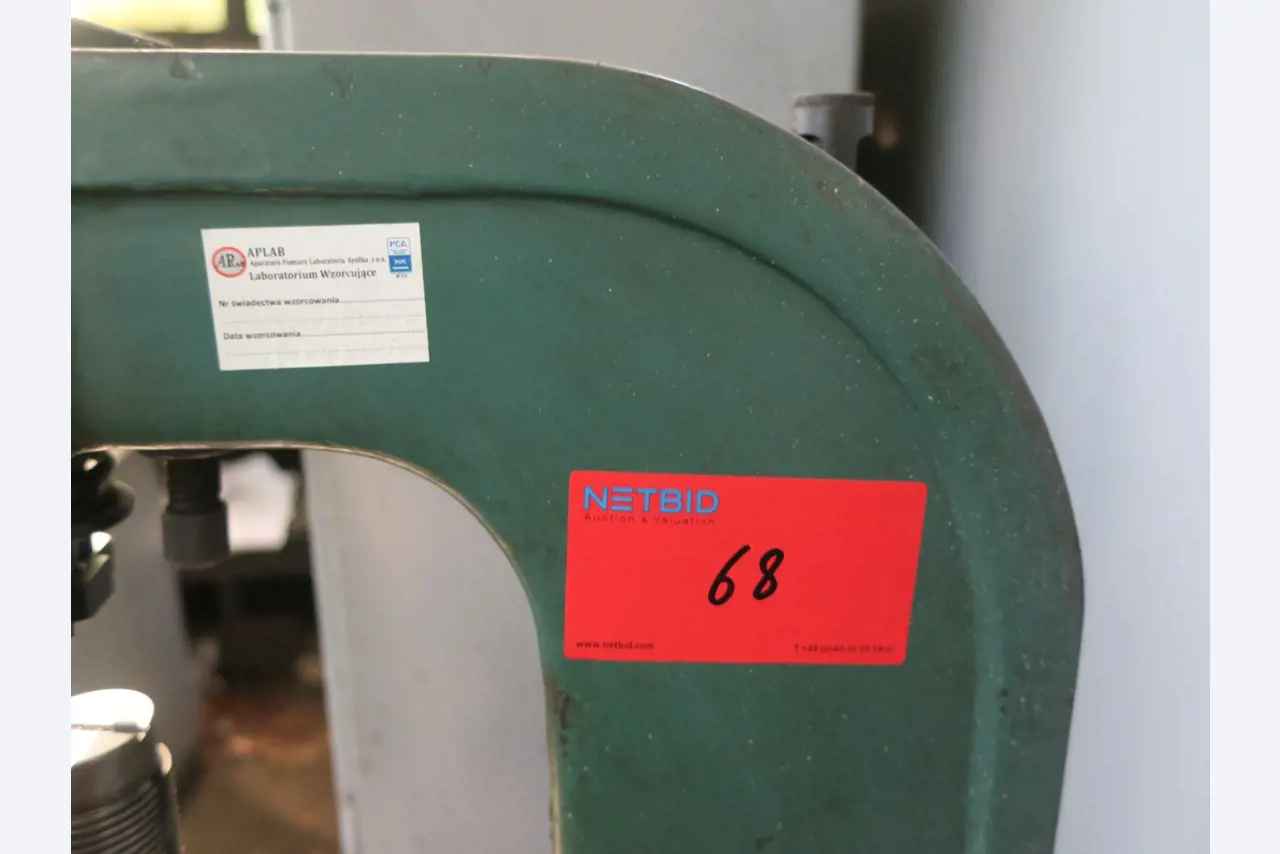 APLAB
Aparatura Pomiary Laboratoria Spółka z o.o.
Laboratorium Wzorcujące
PCA
Nr świadectwa wzorcowania
Data wzorcowania
NETBID
Auction & Valuation
68
www.netbid.com